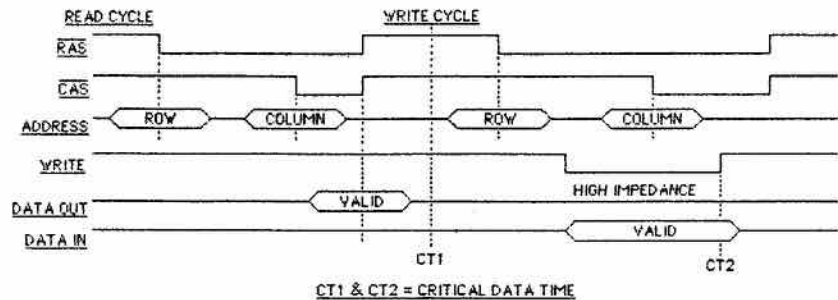 READ CYCLE WRITE CYCLE
RAS
CAS
ADDRESS ROW COLUMN ROW COLUMN
WRITE
HIGH IMPEDANCE
DATA OUT VALID
DATA IN VALID
CT1 CT2
CT1 & CT2 = CRITICAL DATA TIME